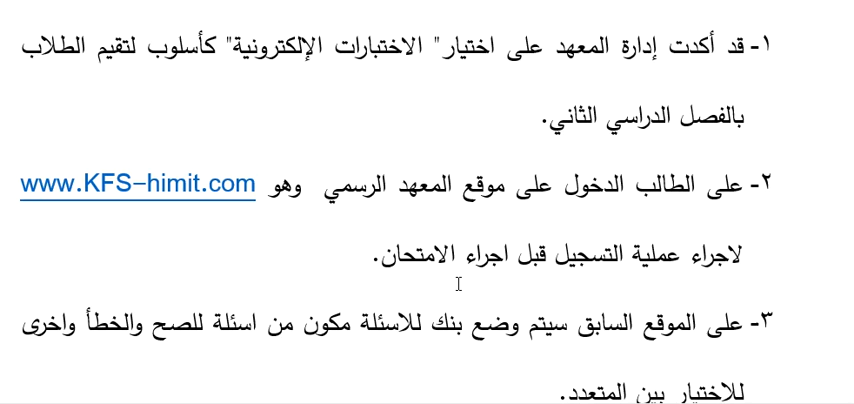 ١- قد أكدت إدارة المعهد على اختيار" الاختبارات الإلكترونية" كأسلوب لتقيم الطلاب
بالفصل الدراسي الثاني.
٢- على الطالب الدخول على موقع المعهد الرسمي وهو www.KFS-himit.com
لاجراء عملية التسجيل قبل اجراء الامتحان.
٣- على الموقع السابق سيتم وضع بنك للاسئلة مكون من اسئلة للصح والخطأ واخرى
للاختيار بين المتعدد.